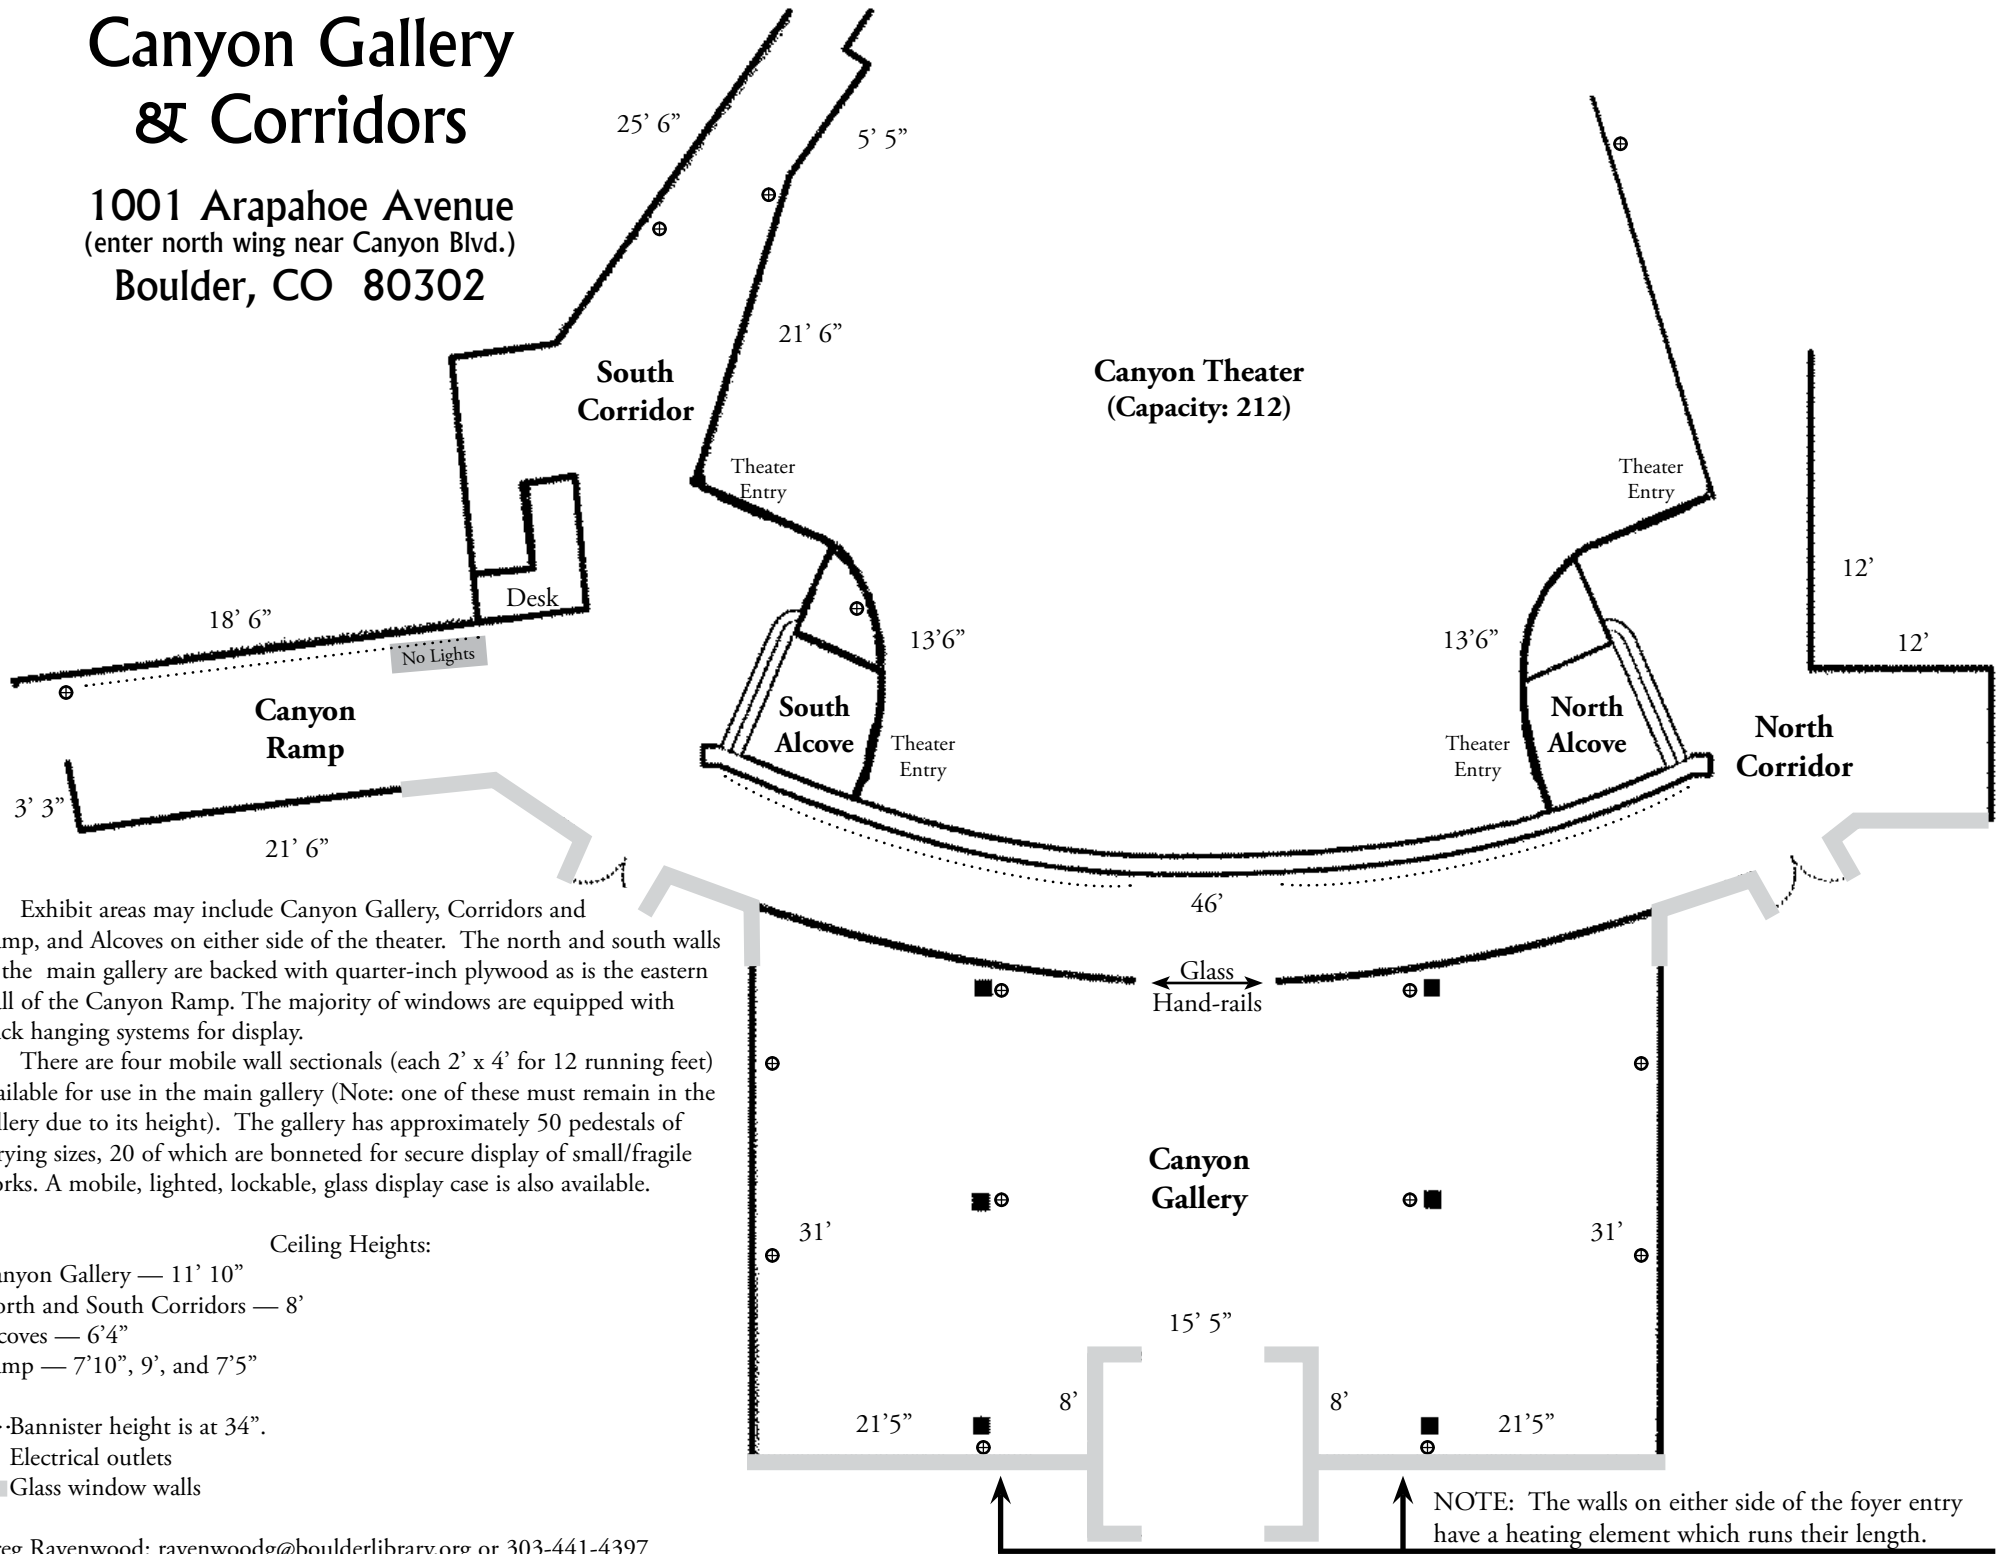 Canyon Gallery
& Corridors
1001 Arapahoe Avenue
(enter north wing near Canyon Blvd.)
Boulder, CO 80302
25’ 6”
5’ 5”
21’ 6”
South
Corridor
Canyon Theater
(Capacity: 212)
Theater
Entry
Theater
Entry
12’
12’
Desk
18’ 6”
No Lights
13’6”
13’6”
Canyon
Ramp
South
Alcove
Theater
Entry
Theater
Entry
North
Alcove
North
Corridor
3’ 3”
21’ 6”
46’
Glass
Hand-rails
Exhibit areas may include Canyon Gallery, Corridors and
mp, and Alcoves on either side of the theater. The north and south walls
the main gallery are backed with quarter-inch plywood as is the eastern
ll of the Canyon Ramp. The majority of windows are equipped with
ck hanging systems for display.
There are four mobile wall sectionals (each 2’ x 4’ for 12 running feet)
ailable for use in the main gallery (Note: one of these must remain in the
llery due to its height). The gallery has approximately 50 pedestals of
rying sizes, 20 of which are bonneted for secure display of small/fragile
orks. A mobile, lighted, lockable, glass display case is also available.
Canyon
Gallery
31’
31’
Ceiling Heights:
nyon Gallery — 11’ 10”
orth and South Corridors — 8’
coves — 6’4”
mp — 7’10”, 9’, and 7’5”
15’ 5”
8’
8’
21’5”
21’5”
Bannister height is at 34”.
Electrical outlets
Glass window walls
NOTE: The walls on either side of the foyer entry
have a heating element which runs their length.
reg Ravenwood: ravenwoodg@boulderlibrary.org or 303-441-4397